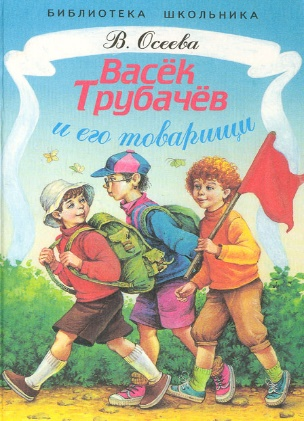 БИБЛИОТЕКА ШКОЛЬНИКА
В. Осеева
Васёк
Трубачёв
и его товарищи